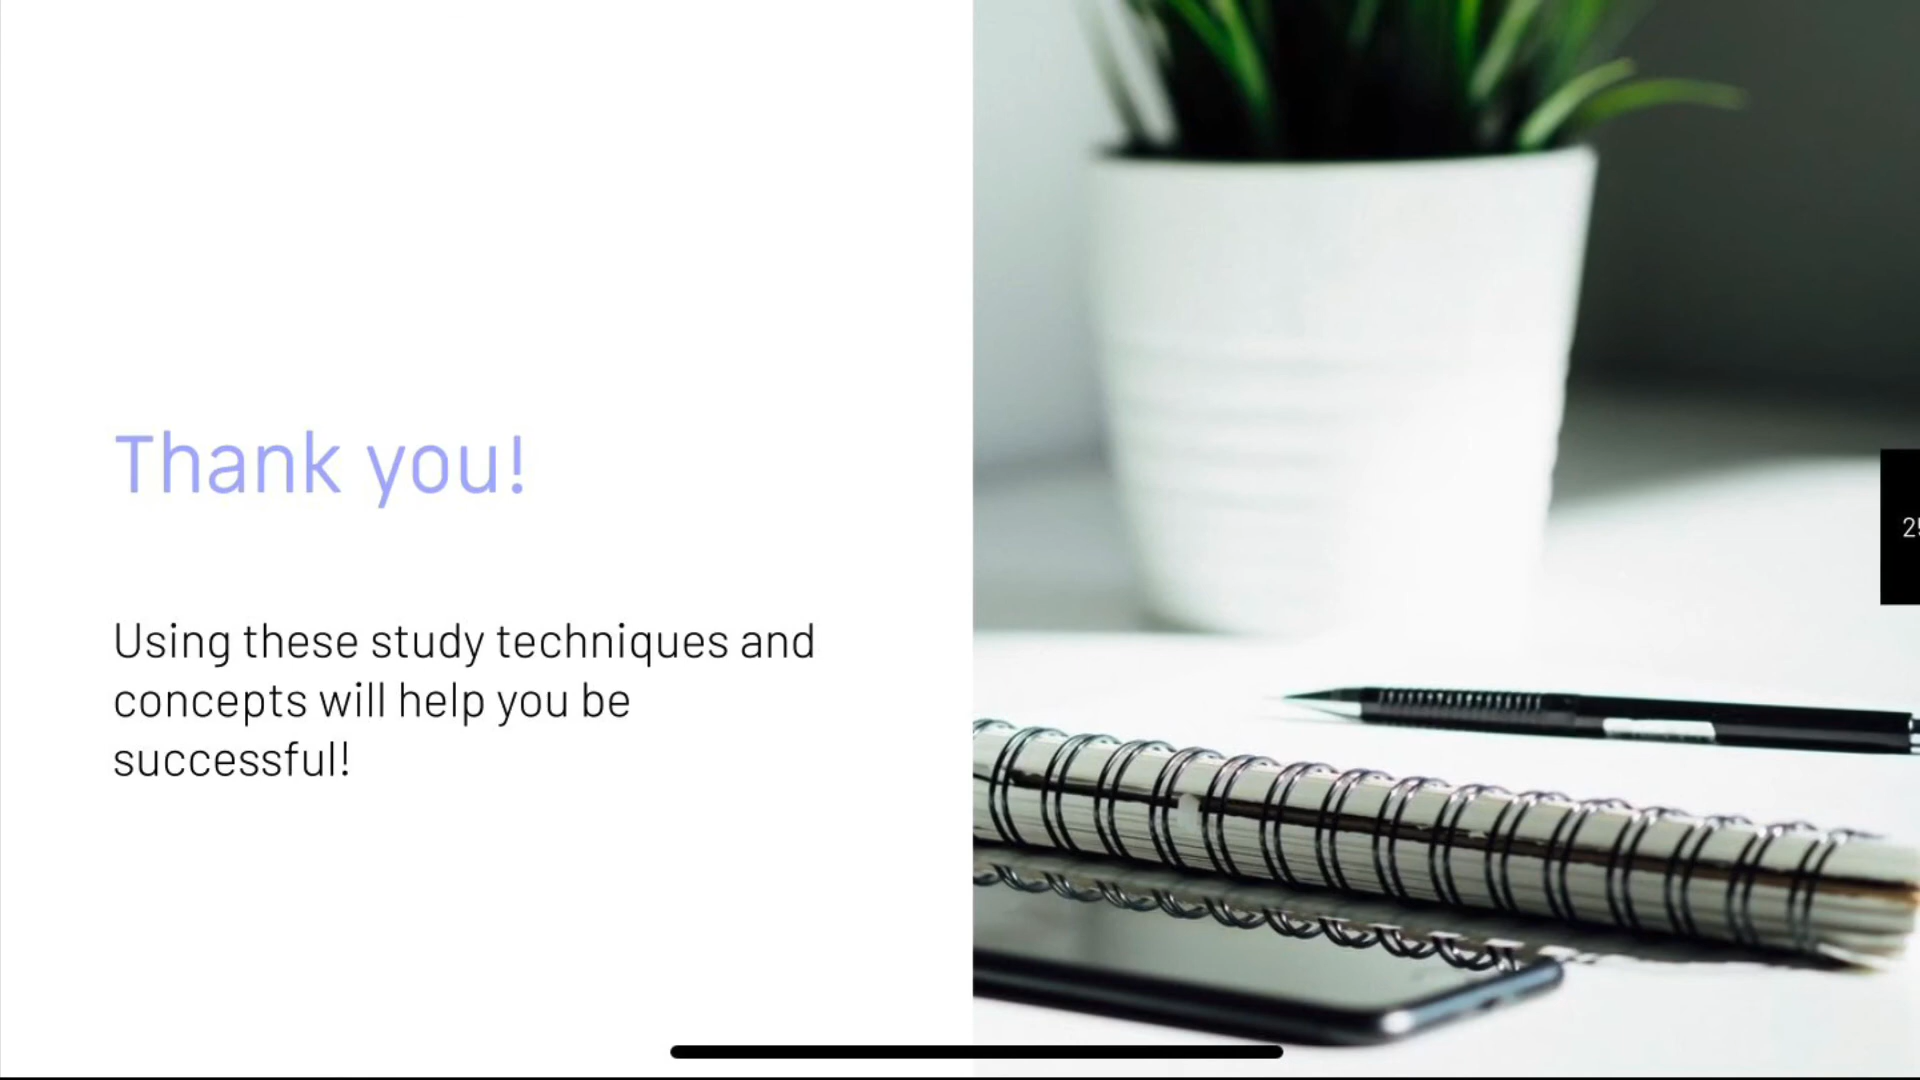 Thank you!
Using these study techniques and
concepts will help you be
successful!